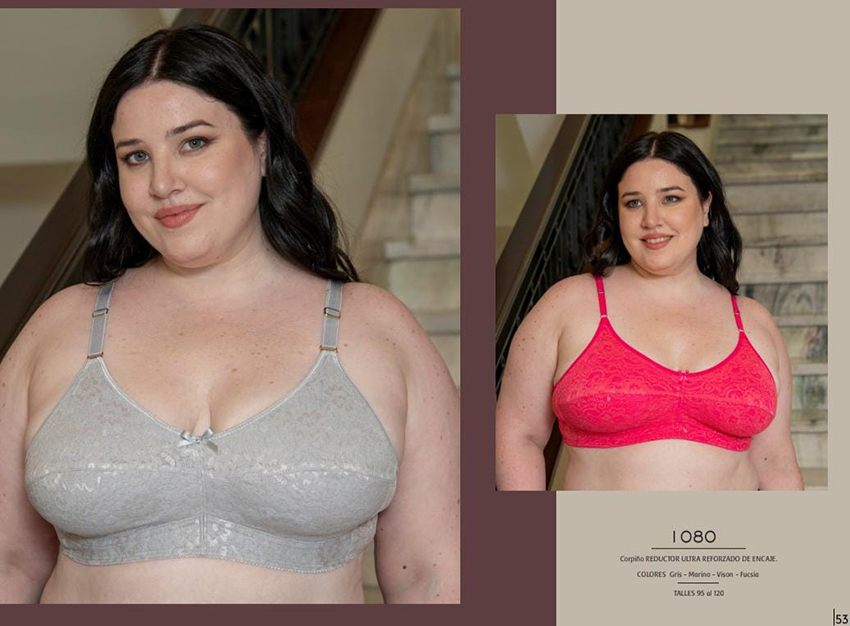 1080
Corpiño REDUCTOR ULTRA REFORZADO DE ENCAJE.
COLORES Gris - Marino - Vison - Fucsia
TALLES 95 al 120
53